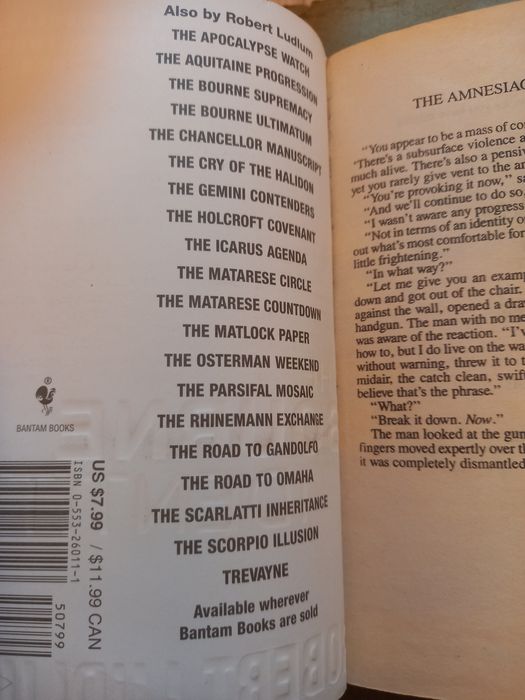 Also by Robert Ludlum
THE APOCALYPSE WATCH
THE AQUITAINE PROGRESSION
THE BOURNE SUPREMACY
THE BOURNE ULTIMATUM
THE CHANCELLOR MANUSCRIPT
THE CRY OF THE HALIDON
THE GEMINI CONTENDERS
THE HOLCROFT COVENANT
THE ICARUS AGENDA
THE MATARESE CIRCLE
THE MATARESE COUNTDOWN
THE MATLOCK PAPER
THE OSTERMAN WEEKEND
THE PARSIFAL MOSAIC
THE RHINEMANN EXCHANGE
THE ROAD TO GANDOLFO
THE ROAD TO OMAHA
THE SCARLATTI INHERITANCE
THE SCORPIO ILLUSION
TREVAYNE
Available wherever
Bantam Books are sold
BANTAM BOOKS
US $7.99 / $11.99 CAN
ISBN 0-553-26011-1
50799
THE AMNESIAC
"You appear to be a mass of co
"There's a subsurface violence a
much alive. There's also a pensiv
yet you rarely give vent to the an
"You're provoking it now," sa
"And we'll continue to do so.
"I wasn't aware any progress
"Not in terms of an identity o
out what's most comfortable for
little frightening."
"In what way?"
"Let me give you an examp
down and got out of the chair.
against the wall, opened a dra
handgun. The man with no me
was aware of the reaction. "I'v
how to, but I do live on the wa
without warning, threw it to t
midair, the catch clean, swif
believe that's the phrase."
"What?"
"Break it down. Now."
The man looked at the gun
fingers moved expertly over th
it was completely dismantled